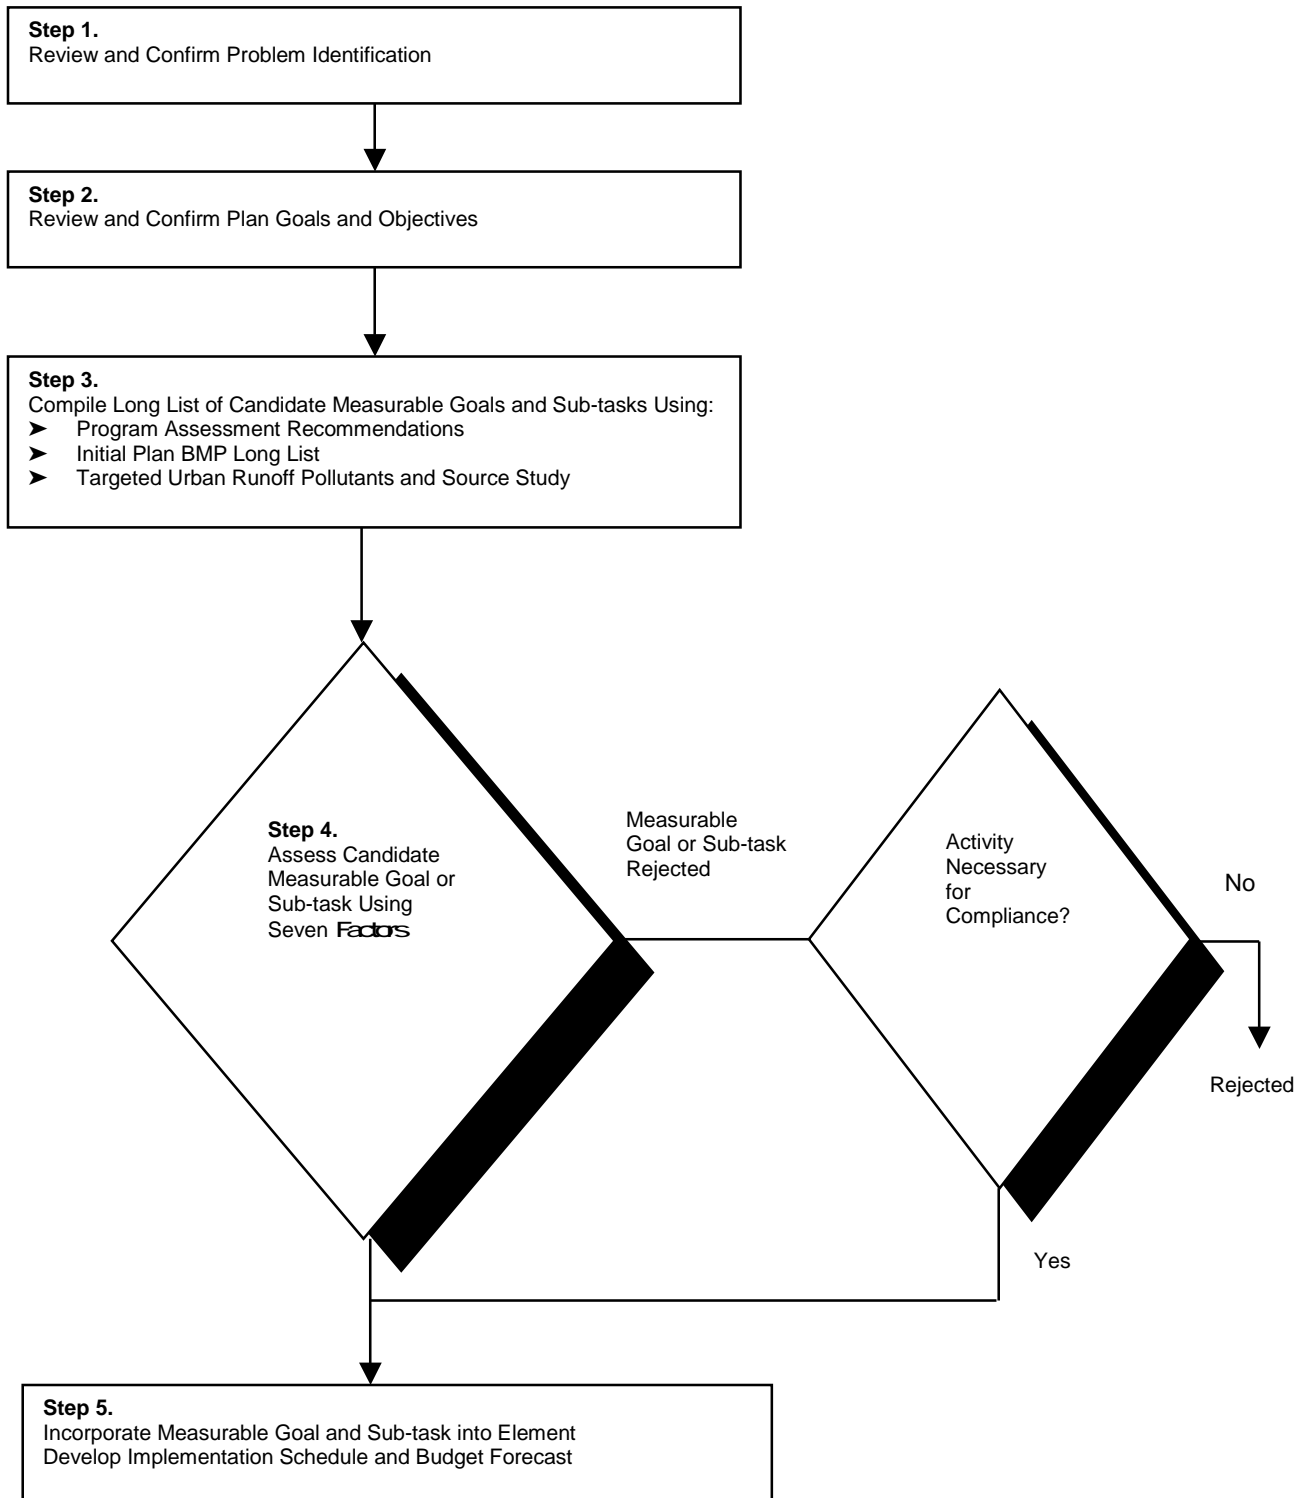 Step 1.
Review and Confirm Problem Identification
Step 2.
Review and Confirm Plan Goals and Objectives
Step 3.
Compile Long List of Candidate Measurable Goals and Sub-tasks Using:
➤ Program Assessment Recommendations
➤ Initial Plan BMP Long List
➤ Targeted Urban Runoff Pollutants and Source Study
Step 4.
Assess Candidate
Measurable Goal or
Sub-task Using
Seven Factors
Measurable
Goal or Sub-task
Rejected
Activity
Necessary
for
Compliance?
No
Rejected
Yes
Step 5.
Incorporate Measurable Goal and Sub-task into Element
Develop Implementation Schedule and Budget Forecast